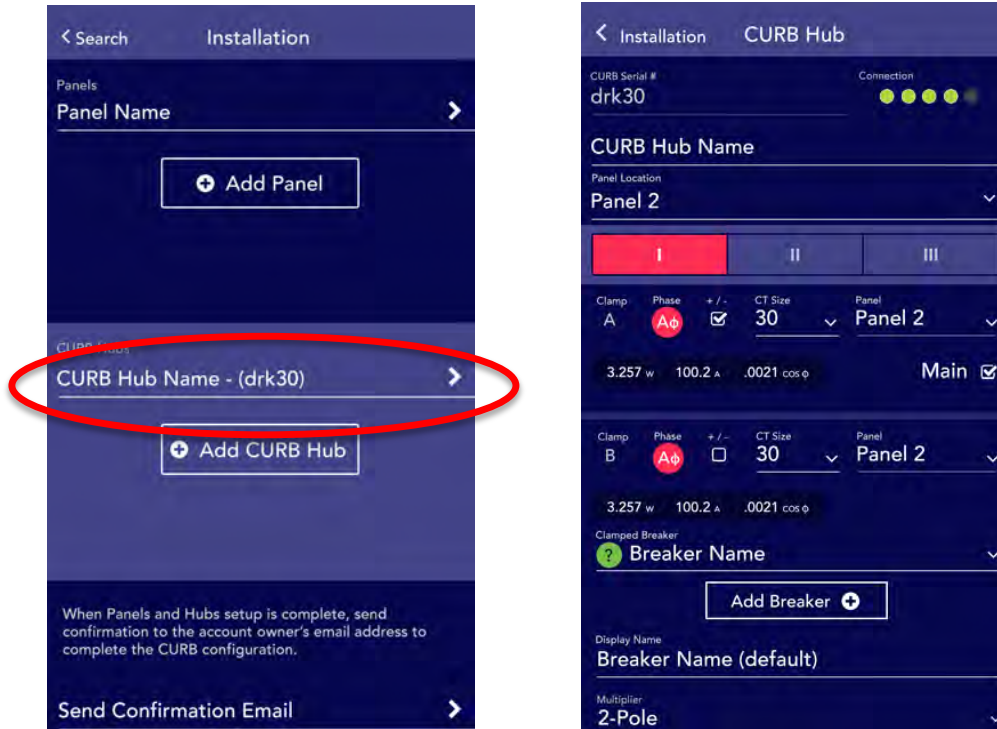 < Search Installation
Panels
Panel Name
Add Panel
CURB Hubs
CURB Hub Name - (drk30)
Add CURB Hub
When Panels and Hubs setup is complete, send
confirmation to the account owner's email address to
complete the CURB configuration.
Send Confirmation Email
< Installation CURB Hub
CURB Serial # Connection
drk30
CURB Hub Name
Panel Location
Panel 2
I II III
Clamp Phase + / - CT Size Panel
A Aϕ 30 Panel 2
3.257 w 100.2 A .0021 cos ϕ Main
Clamp Phase + / - CT Size Panel
B Aϕ 30 Panel 2
3.257 w 100.2 A .0021 cos ϕ
Clamped Breaker
? Breaker Name
Add Breaker
Display Name
Breaker Name (default)
Multiplier
2-Pole